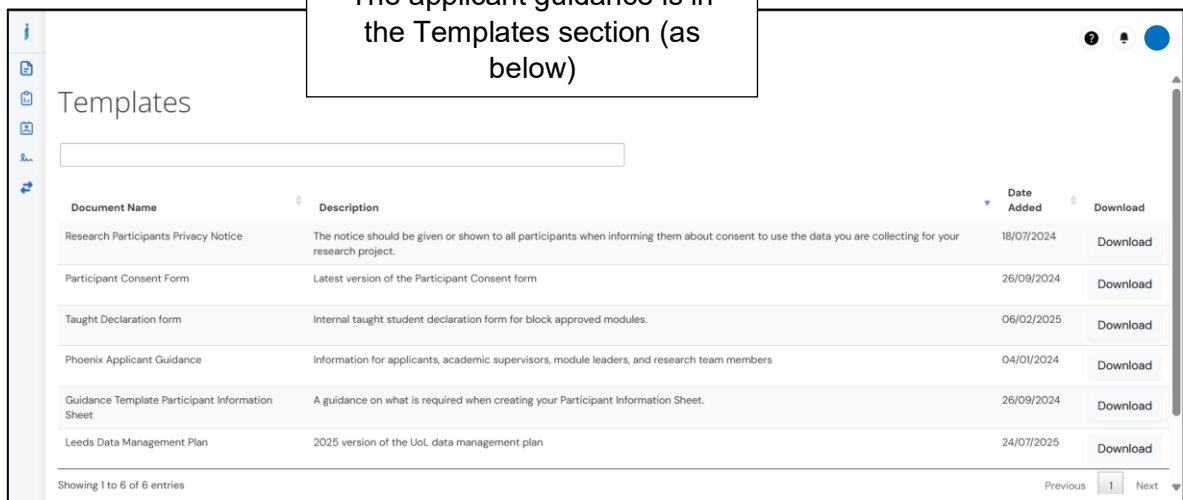 The applicant guidance is in
the Templates section (as
below)
Templates
Document Name Description Date Added Download
Research Participants Privacy Notice The notice should be given or shown to all participants when informing them about consent to use the data you are collecting for your research project. 18/07/2024 Download
Participant Consent Form Latest version of the Participant Consent form 26/09/2024 Download
Taught Declaration form Internal taught student declaration form for block approved modules. 06/02/2025 Download
Phoenix Applicant Guidance Information for applicants, academic supervisors, module leaders, and research team members 04/01/2024 Download
Guidance Template Participant Information Sheet A guidance on what is required when creating your Participant Information Sheet. 26/09/2024 Download
Leeds Data Management Plan 2025 version of the UoL data management plan 24/07/2025 Download
Showing 1 to 6 of 6 entries Previous 1 Next